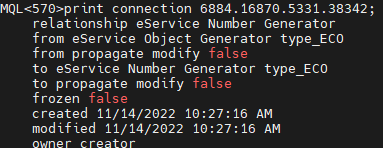 MQL<570>print connection 6884.16870.5331.38342;
relationship eService Number Generator
from eService Object Generator type_ECO
from propagate modify false
to eService Number Generator type_ECO
to propagate modify false
frozen false
created 11/14/2022 10:27:16 AM
modified 11/14/2022 10:27:16 AM
owner creator